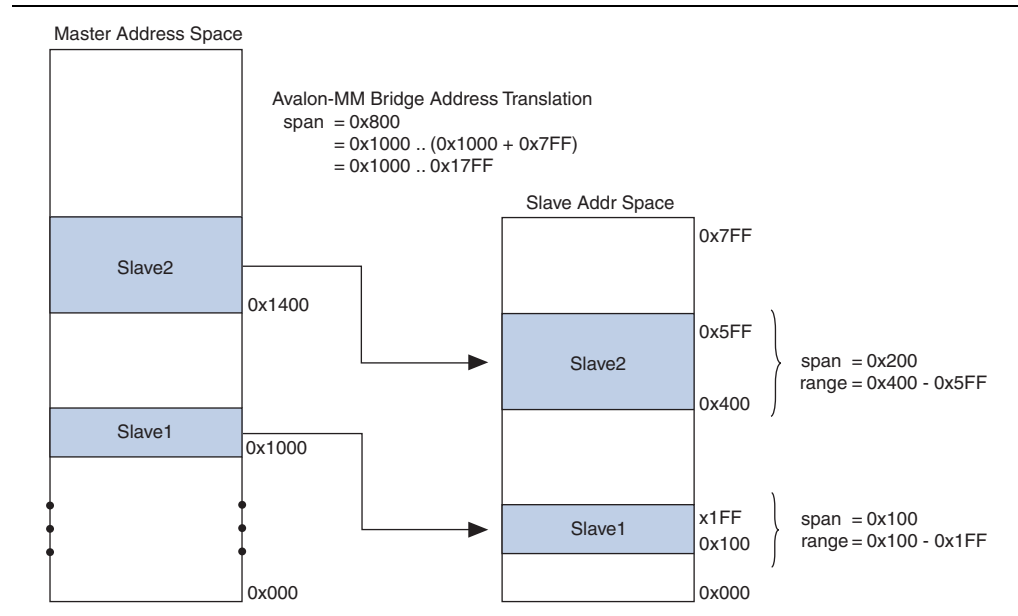 Master Address Space
Avalon-MM Bridge Address Translation
span = 0x800
= 0x1000 .. (0x1000 + 0x7FF)
= 0x1000 .. 0x17FF
Slave Addr Space
0x7FF
Slave2
0x1400
0x5FF
Slave2
span = 0x200
range = 0x400 - 0x5FF
0x400
Slave1
0x1000
x1FF
Slave1
span = 0x100
0x100
range = 0x100 - 0x1FF
0x000
0x000